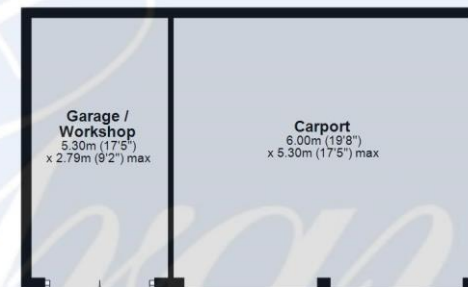 Garage /
Workshop
5.30m (17'5")
x 2.79m (9'2") max
Carport
6.00m (19'8")
x 5.30m (17'5") max